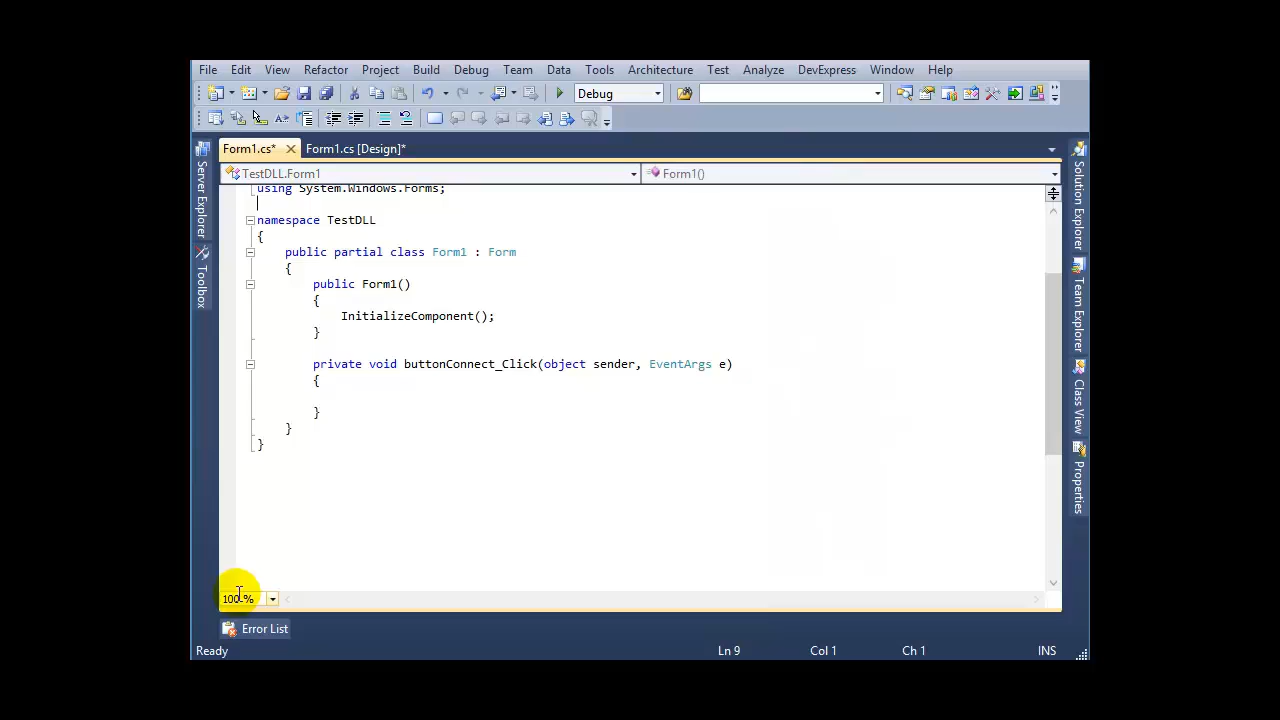 File Edit View Refactor Project Build Debug Team Data Tools Architecture Test Analyze DevExpress Window Help
Debug
Form1.cs* Form1.cs [Design]*
TestDLL.Form1 Form1()
using System.Windows.Forms;
namespace TestDLL
{
public partial class Form1 : Form
{
public Form1()
{
InitializeComponent();
}
private void buttonConnect_Click(object sender, EventArgs e)
{
}
}
}
100 %
Error List
Ready Ln 9 Col 1 Ch 1 INS
Server Explorer
Toolbox
Solution Explorer
Team Explorer
Class View
Properties